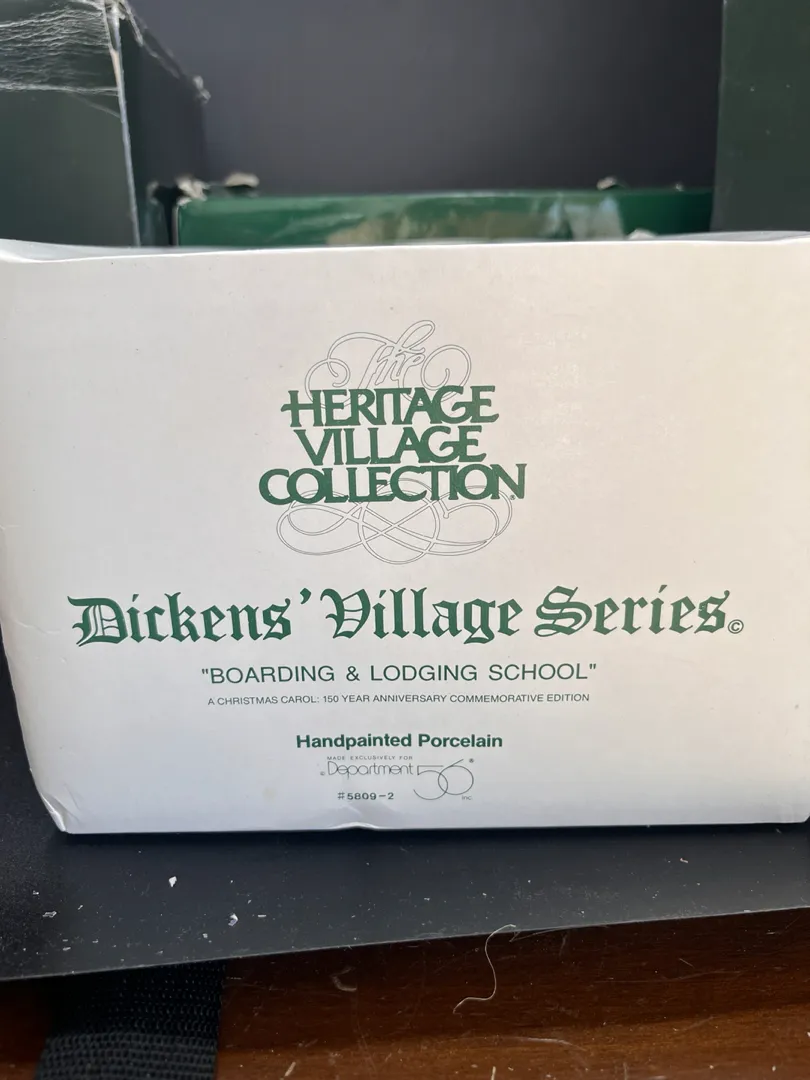 The
HERITAGE
VILLAGE
COLLECTION®
Dickens' Village Series©
"BOARDING & LODGING SCHOOL"
A CHRISTMAS CAROL: 150 YEAR ANNIVERSARY COMMEMORATIVE EDITION
Handpainted Porcelain
MADE EXCLUSIVELY FOR
Department 56®
INC
#5809-2